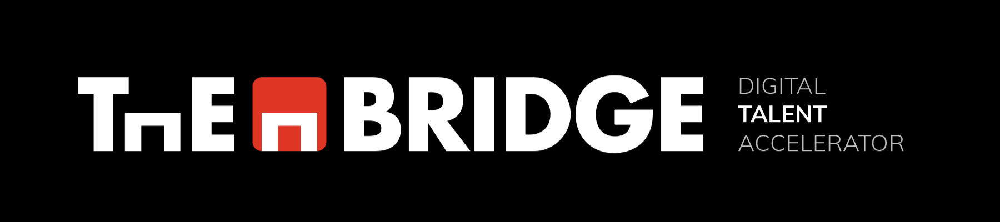 THE BRIDGE
DIGITAL
TALENT
ACCELERATOR